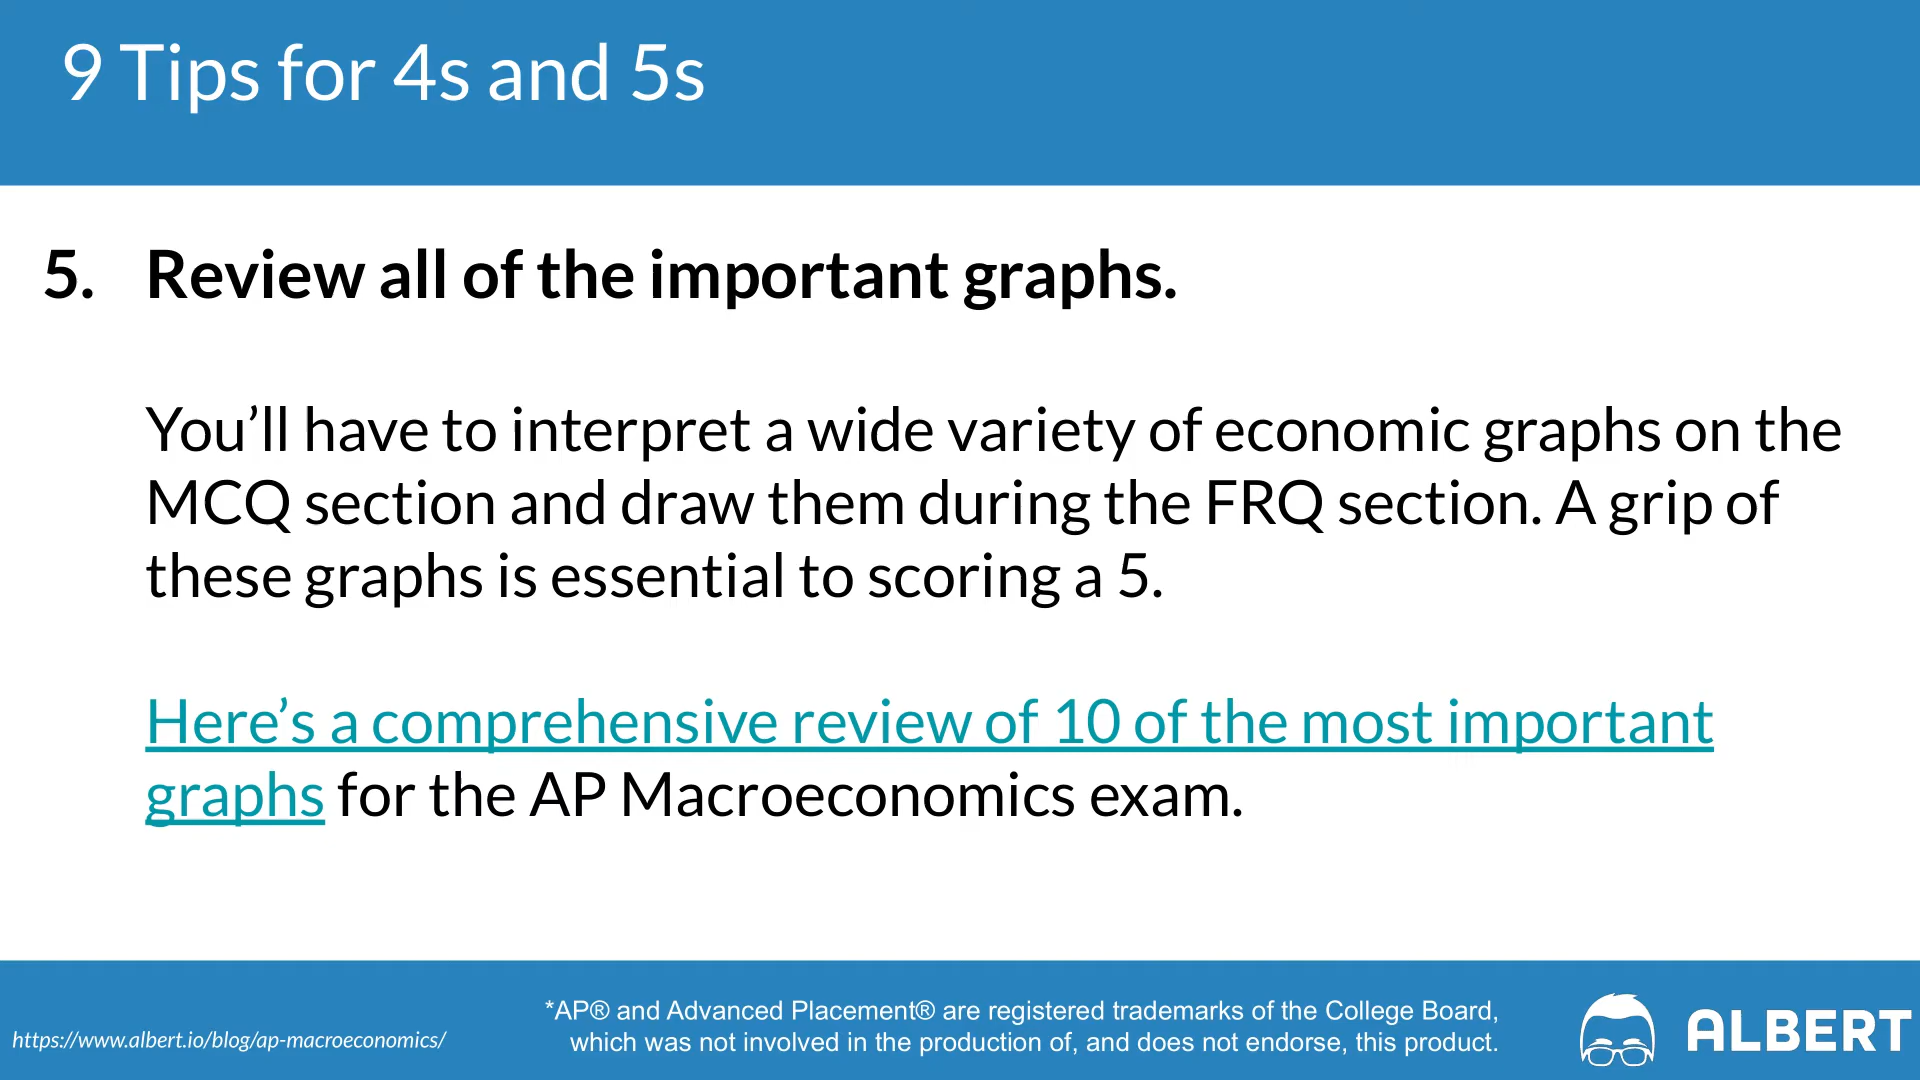 9 Tips for 4s and 5s
5. Review all of the important graphs.
You’ll have to interpret a wide variety of economic graphs on the
MCQ section and draw them during the FRQ section. A grip of
these graphs is essential to scoring a 5.
Here’s a comprehensive review of 10 of the most important
graphs for the AP Macroeconomics exam.
https://www.albert.io/blog/ap-macroeconomics/
*AP® and Advanced Placement® are registered trademarks of the College Board,
which was not involved in the production of, and does not endorse, this product.
ALBERT